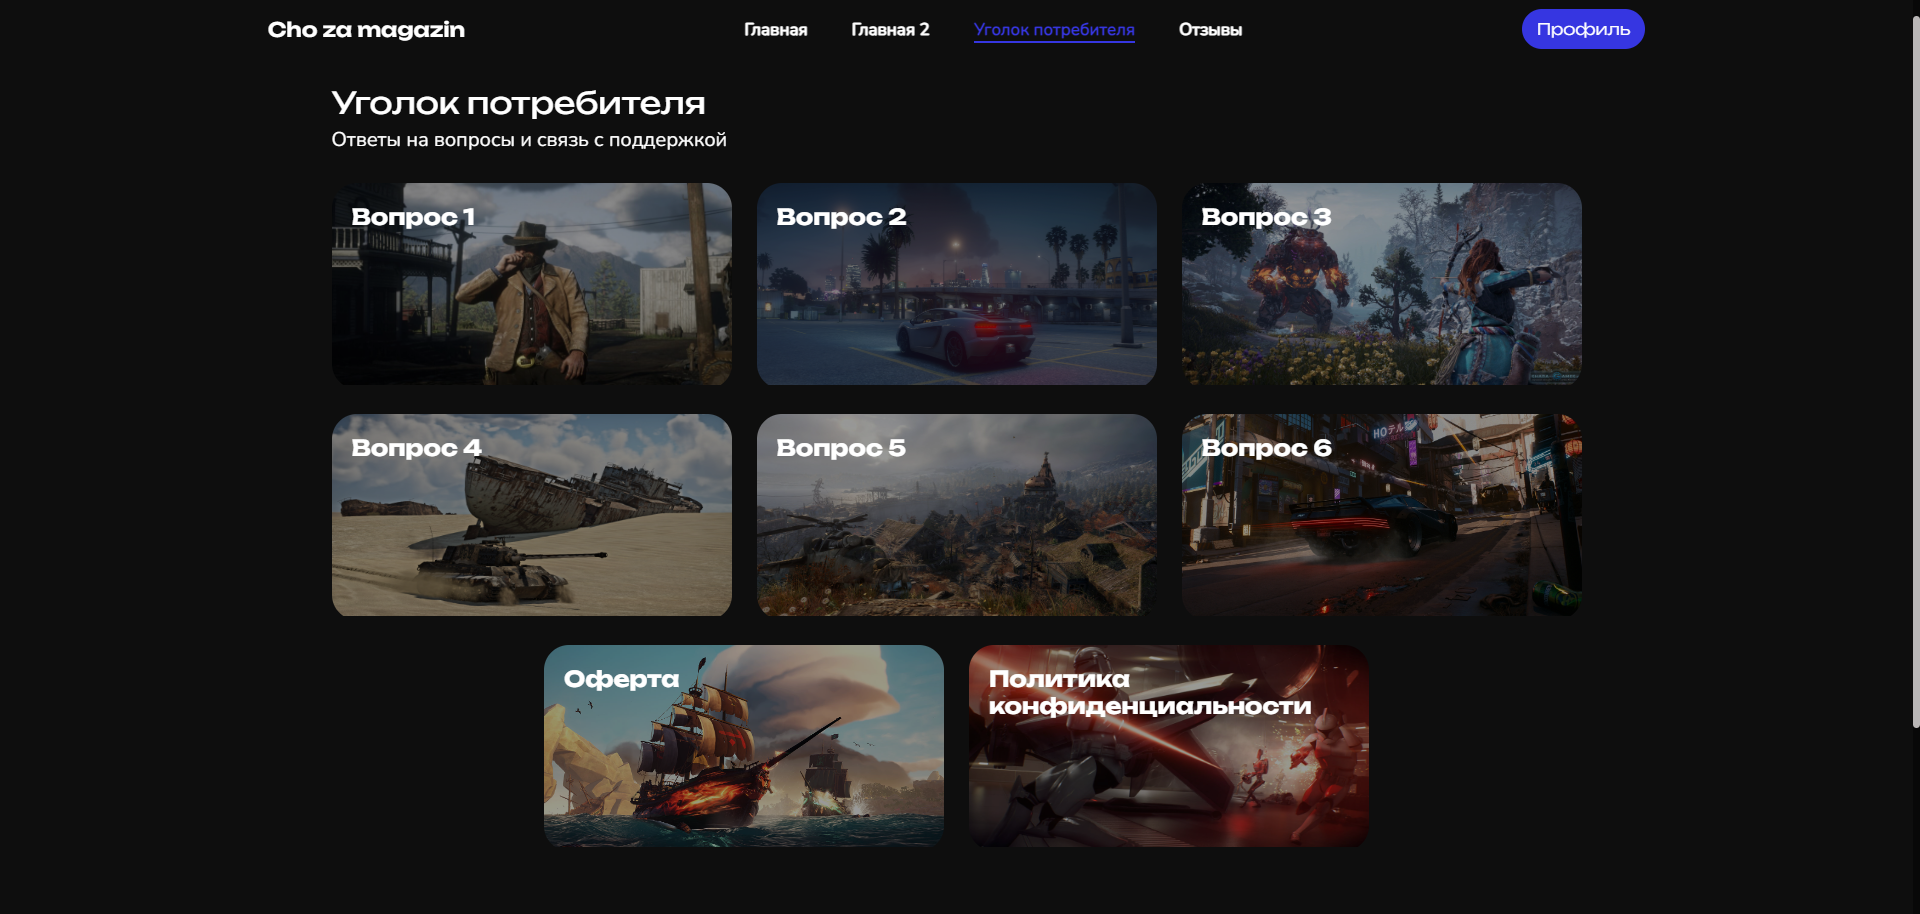 Cho za magazin
Главная
Главная 2
Уголок потребителя
Отзывы
Профиль
Уголок потребителя
Ответы на вопросы и связь с поддержкой
Вопрос 1
Вопрос 2
Вопрос 3
Вопрос 4
Вопрос 5
Вопрос 6
Оферта
Политика
конфиденциальности